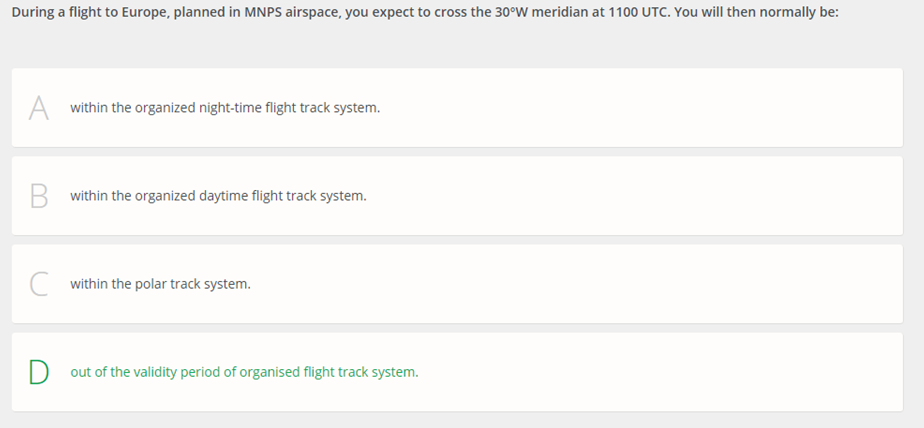 During a flight to Europe, planned in MNPS airspace, you expect to cross the 30ºW meridian at 1100 UTC. You will then normally be:
A within the organized night-time flight track system.
B within the organized daytime flight track system.
C within the polar track system.
D out of the validity period of organised flight track system.